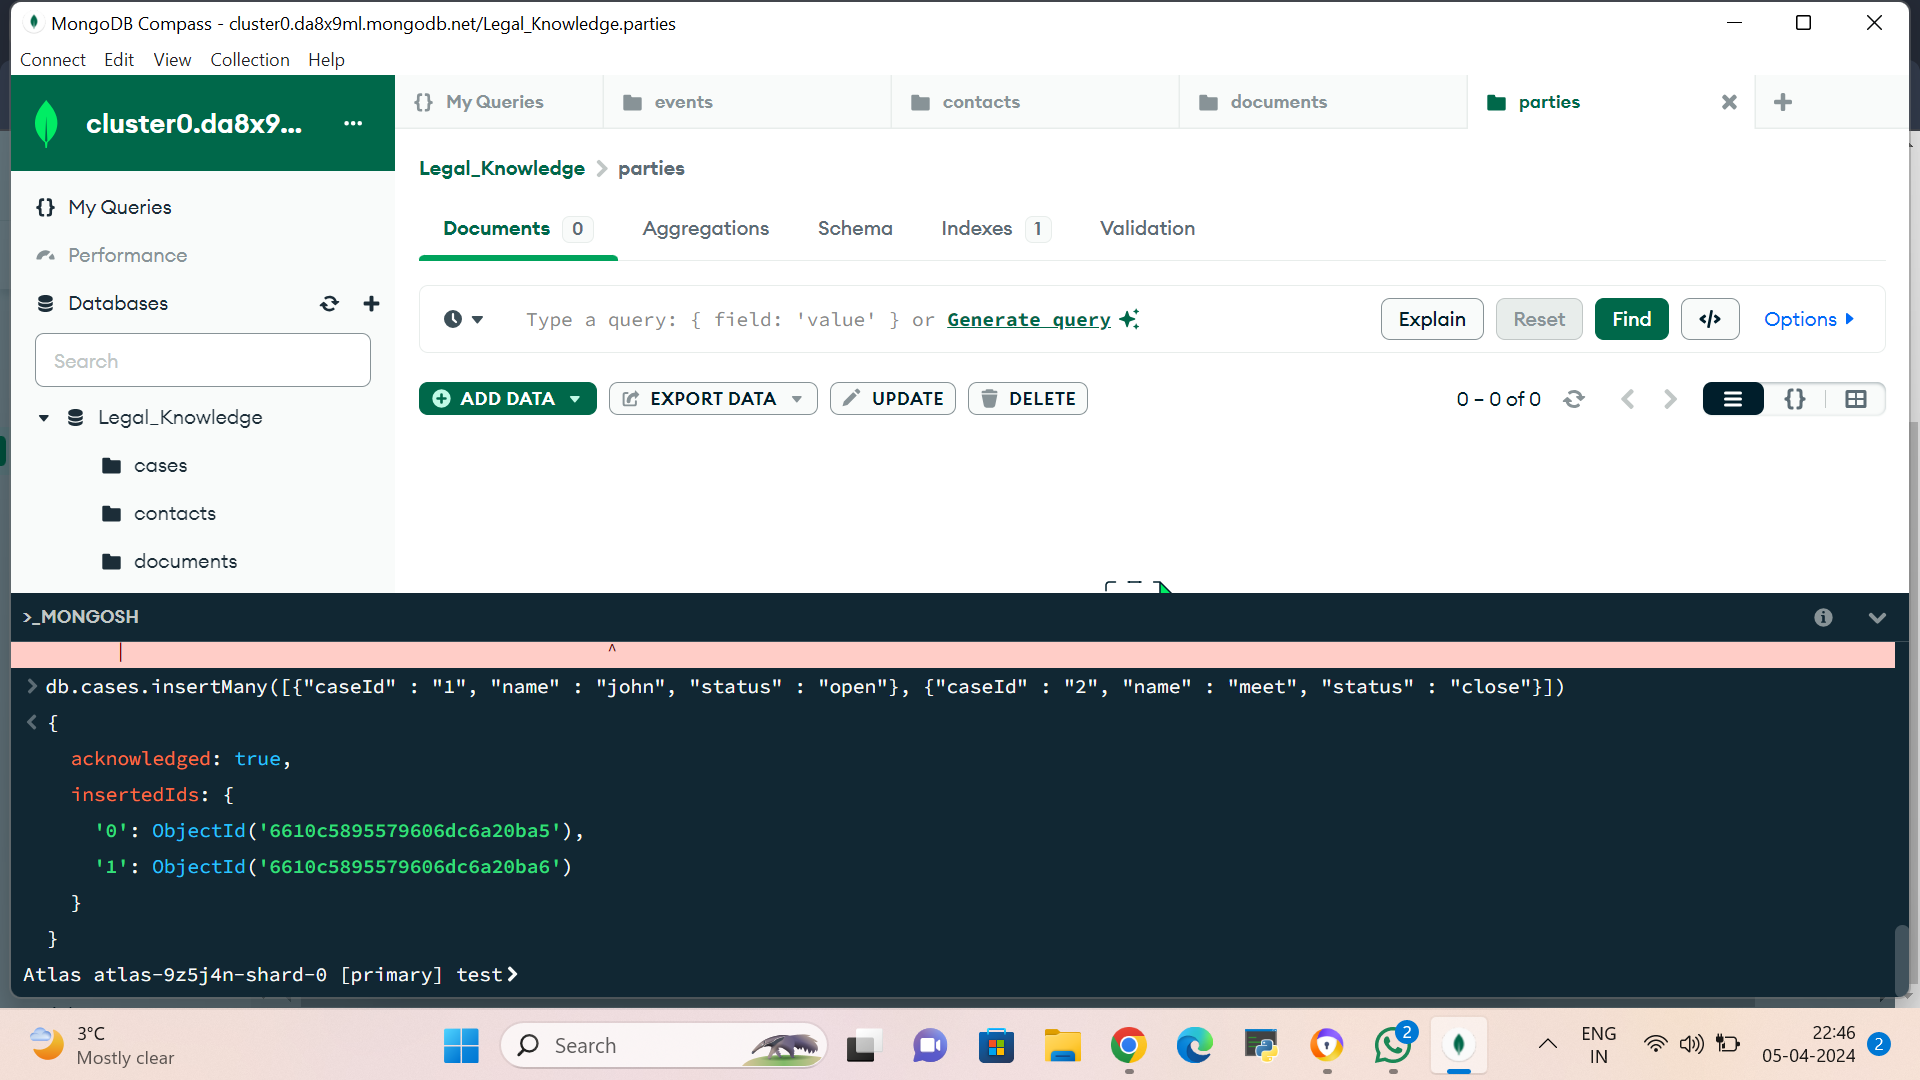 MongoDB Compass - cluster0.da8x9ml.mongodb.net/Legal_Knowledge.parties
Connect Edit View Collection Help
cluster0.da8x9... ...
{} My Queries events contacts documents parties
Legal_Knowledge > parties
{} My Queries
Documents 0 Aggregations Schema Indexes 1 Validation
Performance
Databases
Type a query: { field: 'value' } or Generate query Explain Reset Find </> Options
Search
ADD DATA EXPORT DATA UPDATE DELETE 0 – 0 of 0 {}
Legal_Knowledge
cases
contacts
documents
>_MONGOSH
^
> db.cases.insertMany([{"caseId" : "1", "name" : "john", "status" : "open"}, {"caseId" : "2", "name" : "meet", "status" : "close"}])
< {
acknowledged: true,
insertedIds: {
'0': ObjectId('6610c5895579606dc6a20ba5'),
'1': ObjectId('6610c5895579606dc6a20ba6')
}
}
Atlas atlas-9z5j4n-shard-0 [primary] test>
3°C
Mostly clear
Search
2
ENG
IN
22:46
05-04-2024
2